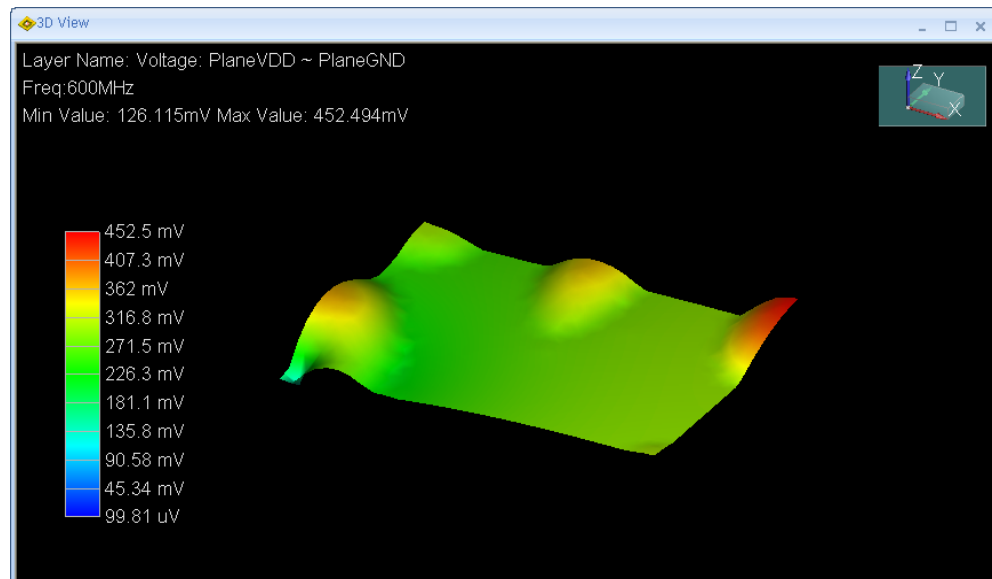 3D View
Layer Name: Voltage: PlaneVDD ~ PlaneGND
Freq:600MHz
Min Value: 126.115mV Max Value: 452.494mV
Z
Y
X
452.5 mV
407.3 mV
362 mV
316.8 mV
271.5 mV
226.3 mV
181.1 mV
135.8 mV
90.58 mV
45.34 mV
99.81 uV